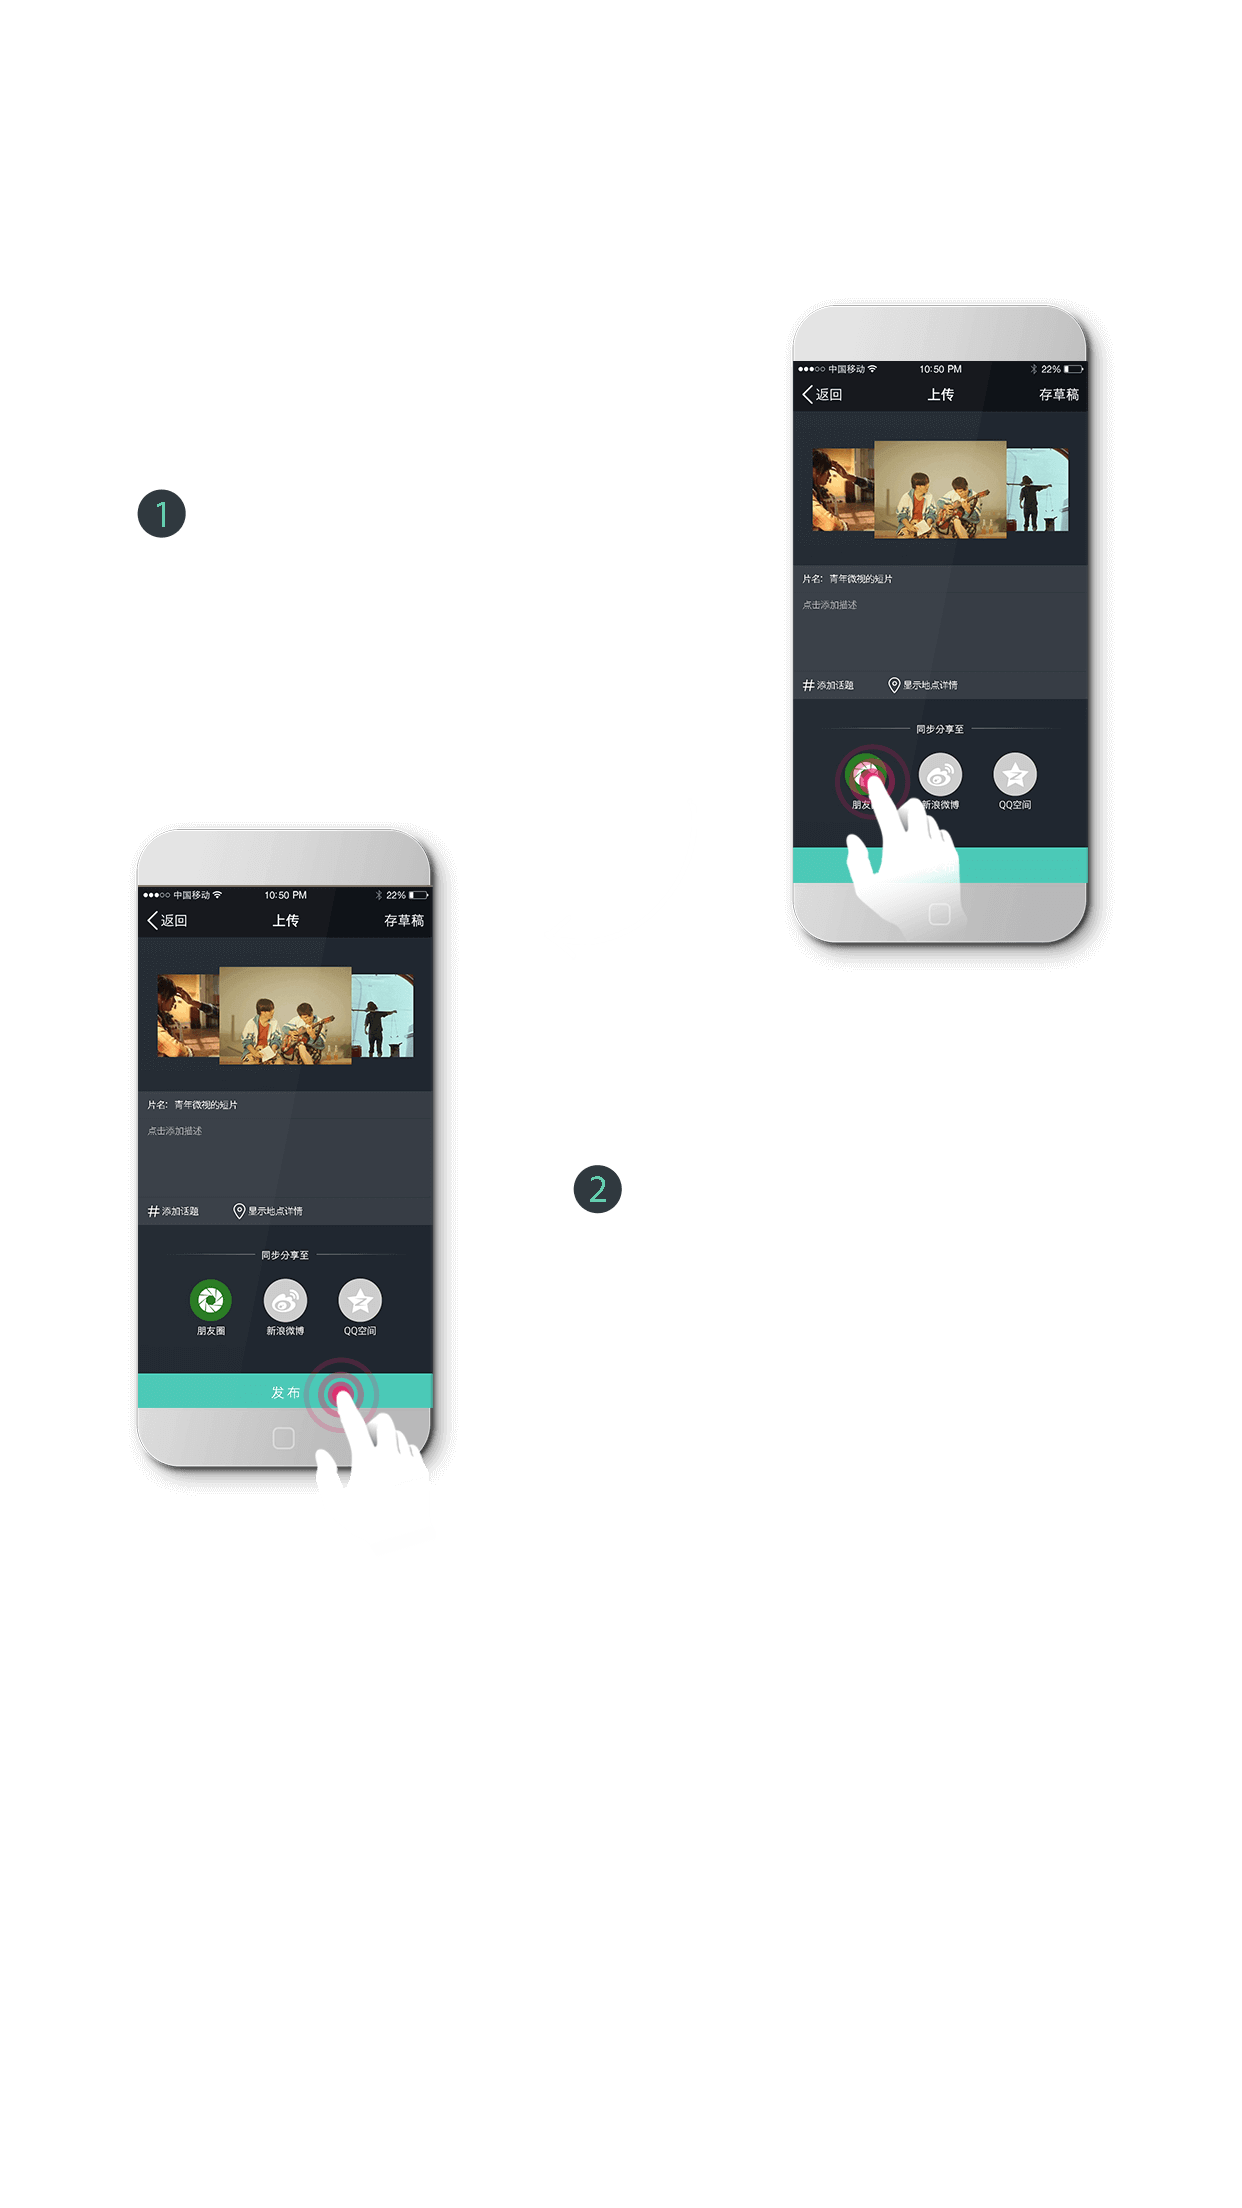 1
中国移动 10:50 PM 22%
返回 上传 存草稿
片名: 青年微视的短片
点击添加描述
#添加话题 显示地点详情
同步分享至
朋友 新浪微博 QQ空间
中国移动 10:50 PM 22%
返回 上传 存草稿
片名: 青年微视的短片
点击添加描述
#添加话题 显示地点详情
同步分享至
朋友圈 新浪微博 QQ空间
发布
2